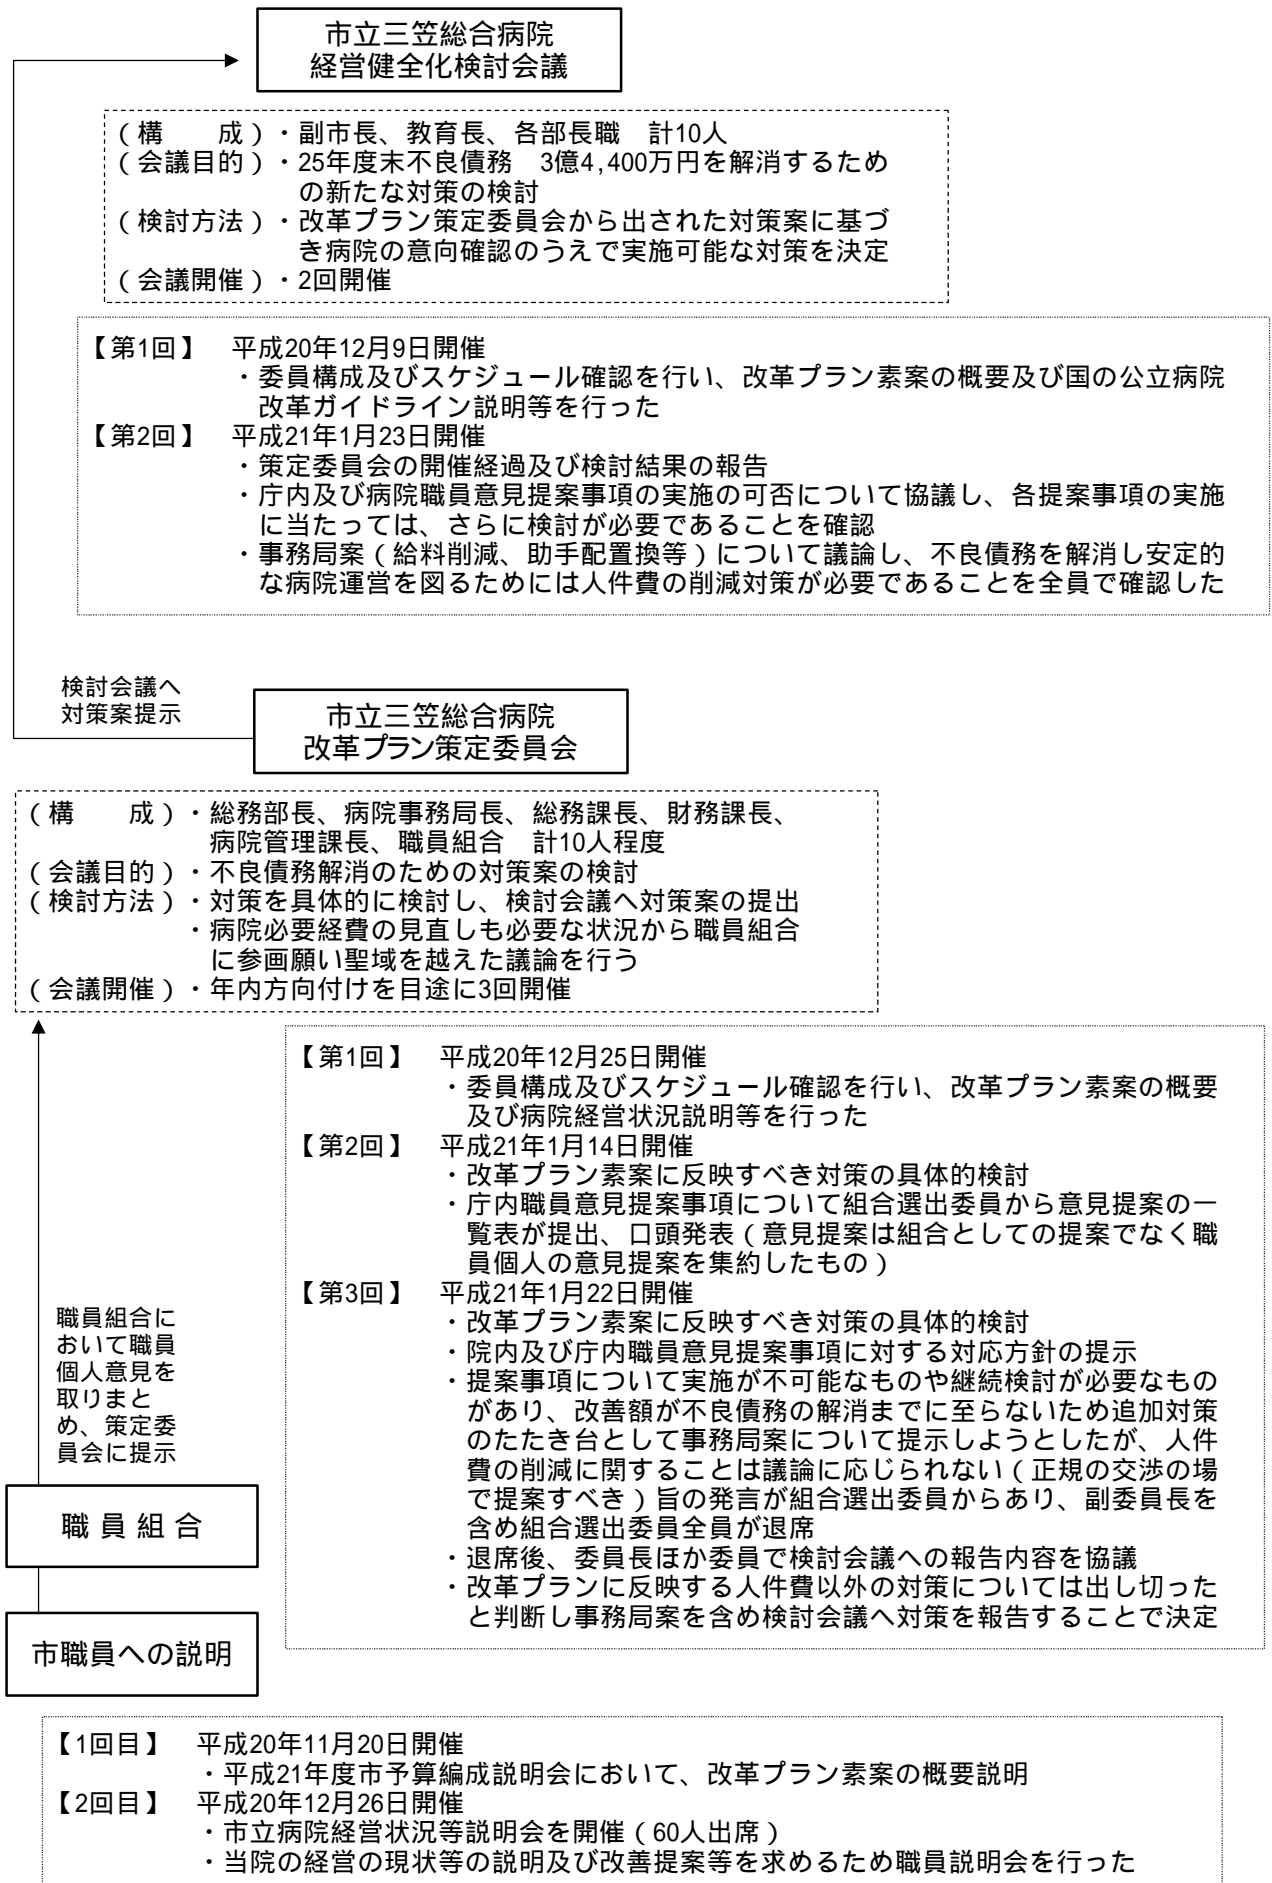 市立三笠総合病院
経営健全化検討会議
（構　　成）・副市長、教育長、各部長職　計10人
（会議目的）・25年度末不良債務　3億4,400万円を解消するため
の新たな対策の検討
（検討方法）・改革プラン策定委員会から出された対策案に基づ
き病院の意向確認のうえで実施可能な対策を決定
（会議開催）・2回開催
【第1回】　平成20年12月9日開催
・委員構成及びスケジュール確認を行い、改革プラン素案の概要及び国の公立病院
改革ガイドライン説明等を行った
【第2回】　平成21年1月23日開催
・策定委員会の開催経過及び検討結果の報告
・庁内及び病院職員意見提案事項の実施の可否について協議し、各提案事項の実施
に当たっては、さらに検討が必要であることを確認
・事務局案（給料削減、助手配置換等）について議論し、不良債務を解消し安定的
な病院運営を図るためには人件費の削減対策が必要であることを全員で確認した
検討会議へ
対策案提示
市立三笠総合病院
改革プラン策定委員会
（構　　成）・総務部長、病院事務局長、総務課長、財務課長、
病院管理課長、職員組合　計10人程度
（会議目的）・不良債務解消のための対策案の検討
（検討方法）・対策を具体的に検討し、検討会議へ対策案の提出
・病院必要経費の見直しも必要な状況から職員組合
に参画願い聖域を越えた議論を行う
（会議開催）・年内方向付けを目途に3回開催
【第1回】　平成20年12月25日開催
・委員構成及びスケジュール確認を行い、改革プラン素案の概要
及び病院経営状況説明等を行った
【第2回】　平成21年1月14日開催
・改革プラン素案に反映すべき対策の具体的検討
・庁内職員意見提案事項について組合選出委員から意見提案の一
覧表が提出、口頭発表（意見提案は組合としての提案でなく職
員個人の意見提案を集約したもの）
【第3回】　平成21年1月22日開催
・改革プラン素案に反映すべき対策の具体的検討
・院内及び庁内職員意見提案事項に対する対応方針の提示
・提案事項について実施が不可能なものや継続検討が必要なもの
があり、改善額が不良債務の解消までに至らないため追加対策
のたたき台として事務局案について提示しようとしたが、人件
費の削減に関することは議論に応じられない（正規の交渉の場
で提案すべき）旨の発言が組合選出委員からあり、副委員長を
含め組合選出委員全員が退席
・退席後、委員長ほか委員で検討会議への報告内容を協議
・改革プランに反映する人件費以外の対策については出し切った
と判断し事務局案を含め検討会議へ対策を報告することで決定
職員組合に
おいて職員
個人意見を
取りまと
め、策定委
員会に提示
職 員 組 合
市職員への説明
【1回目】　平成20年11月20日開催
・平成21年度市予算編成説明会において、改革プラン素案の概要説明
【2回目】　平成20年12月26日開催
・市立病院経営状況等説明会を開催（60人出席）
・当院の経営の現状等の説明及び改善提案等を求めるため職員説明会を行った